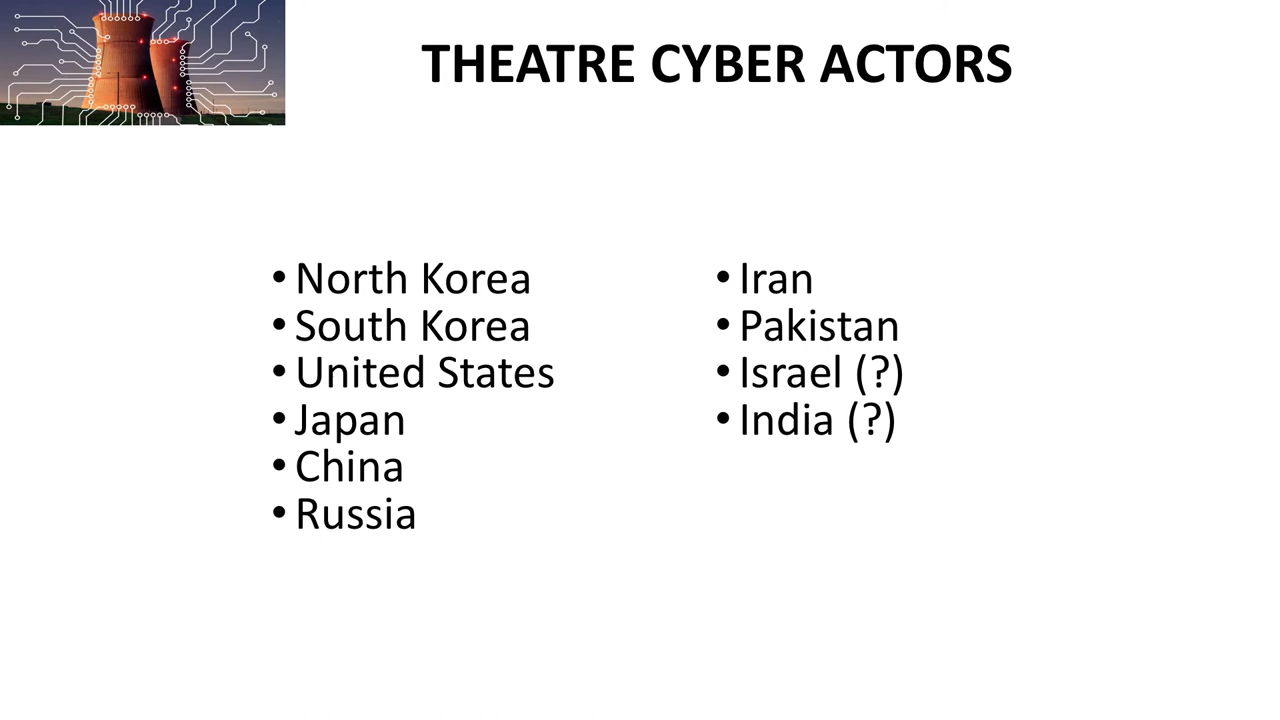 THEATRE CYBER ACTORS
• North Korea
• South Korea
• United States
• Japan
• China
• Russia
• Iran
• Pakistan
• Israel (?)
• India (?)